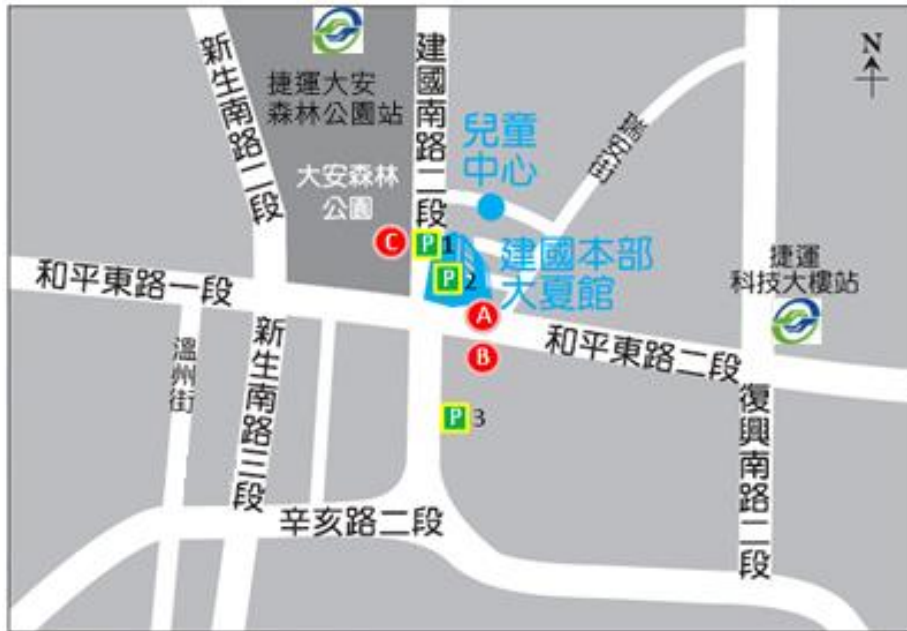 新生南路二段
捷運大安
森林公園站
建國南路二段
N
兒童
中心
瑞安街
大安森林
公園
C
P 1
建國本部
大夏館
P 2
捷運
科技大樓站
和平東路一段
A
和平東路二段
B
溫州街
新生南路三段
P 3
復興南路二段
辛亥路二段